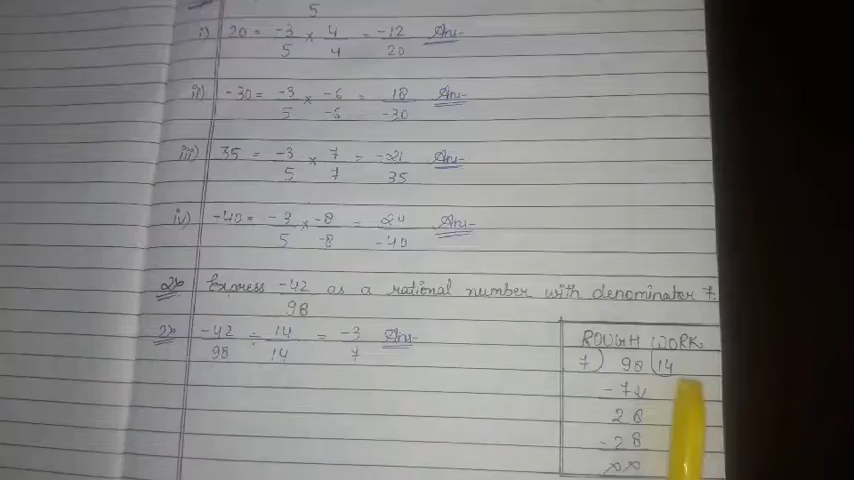 5
i) 20 = -3/5 × 4/4 = -12/20 Ans-
ii) -30 = -3/5 × -6/-6 = 18/-30 Ans-
iii) 35 = -3/5 × 7/7 = -21/35 Ans-
iv) -40 = -3/5 × -8/-8 = 24/-40 Ans-
2» Express -42/98 as a rational number with denominator 7.
2» -42/98 ÷ 14/14 = -3/7 Ans-
ROUGH WORK
7) 98 (14
- 7↓
28
- 28
××